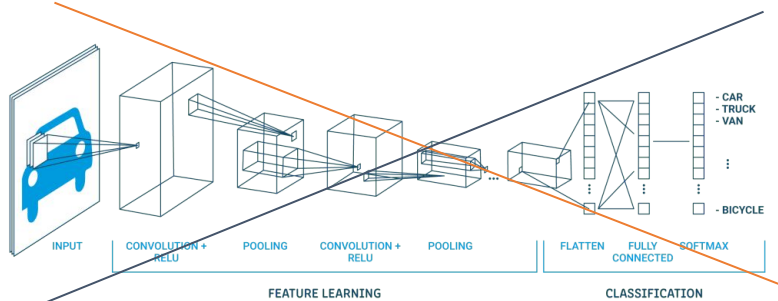 - CAR
- TRUCK
- VAN
- BICYCLE
INPUT
CONVOLUTION +
RELU
POOLING
CONVOLUTION +
RELU
POOLING
FLATTEN
FULLY
CONNECTED
SOFTMAX
FEATURE LEARNING
CLASSIFICATION